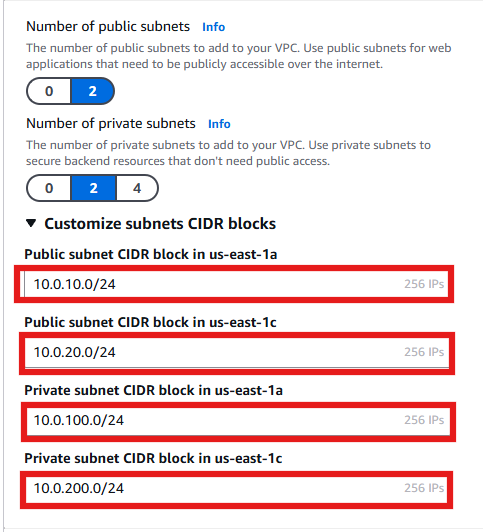 Number of public subnets Info
The number of public subnets to add to your VPC. Use public subnets for web
applications that need to be publicly accessible over the internet.
0 2
Number of private subnets Info
The number of private subnets to add to your VPC. Use private subnets to
secure backend resources that don't need public access.
0 2 4
▼ Customize subnets CIDR blocks
Public subnet CIDR block in us-east-1a
10.0.10.0/24 256 IPs
Public subnet CIDR block in us-east-1c
10.0.20.0/24 256 IPs
Private subnet CIDR block in us-east-1a
10.0.100.0/24 256 IPs
Private subnet CIDR block in us-east-1c
10.0.200.0/24 256 IPs